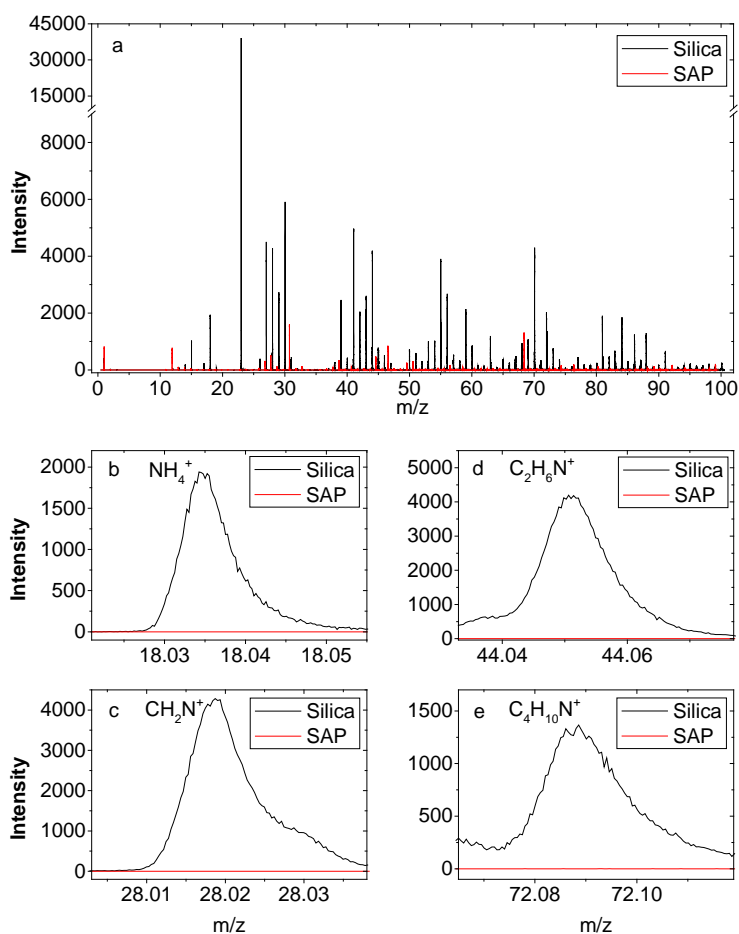 45000
a
Silica
SAP
30000
15000
8000
6000
4000
2000
0
Intensity
0 10 20 30 40 50 60 70 80 90 100
m/z
b NH₄⁺
Silica
SAP
2000
1500
1000
500
0
Intensity
18.03 18.04 18.05
d C₂H₆N⁺
Silica
SAP
5000
4000
3000
2000
1000
0
44.04 44.06
c CH₂N⁺
Silica
SAP
4000
3000
2000
1000
0
Intensity
28.01 28.02 28.03
m/z
e C₄H₁₀N⁺
Silica
SAP
1500
1000
500
0
72.08 72.10
m/z